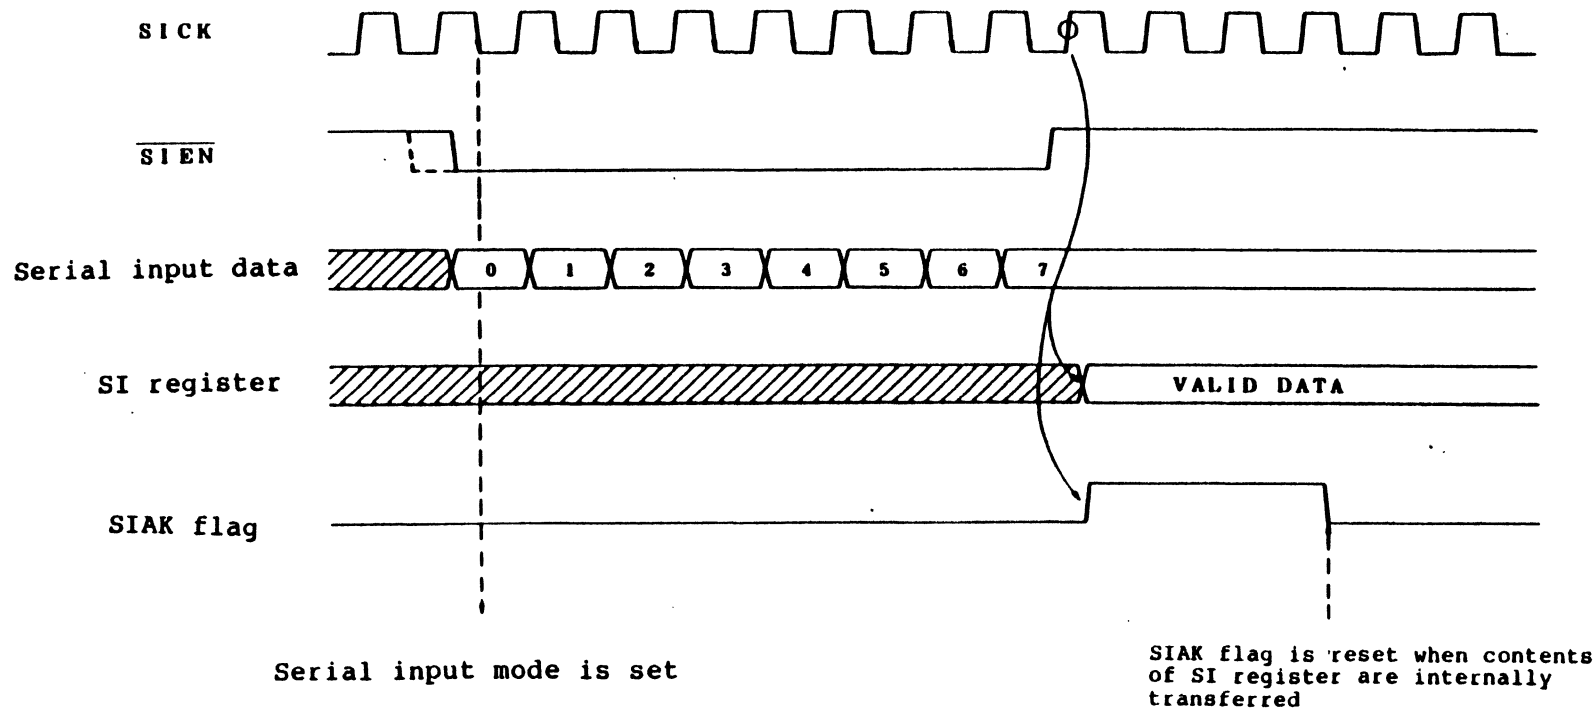 SICK
SIEN
Serial input data
0 1 2 3 4 5 6 7
SI register
VALID DATA
SIAK flag
Serial input mode is set
SIAK flag is reset when contents
of SI register are internally
transferred